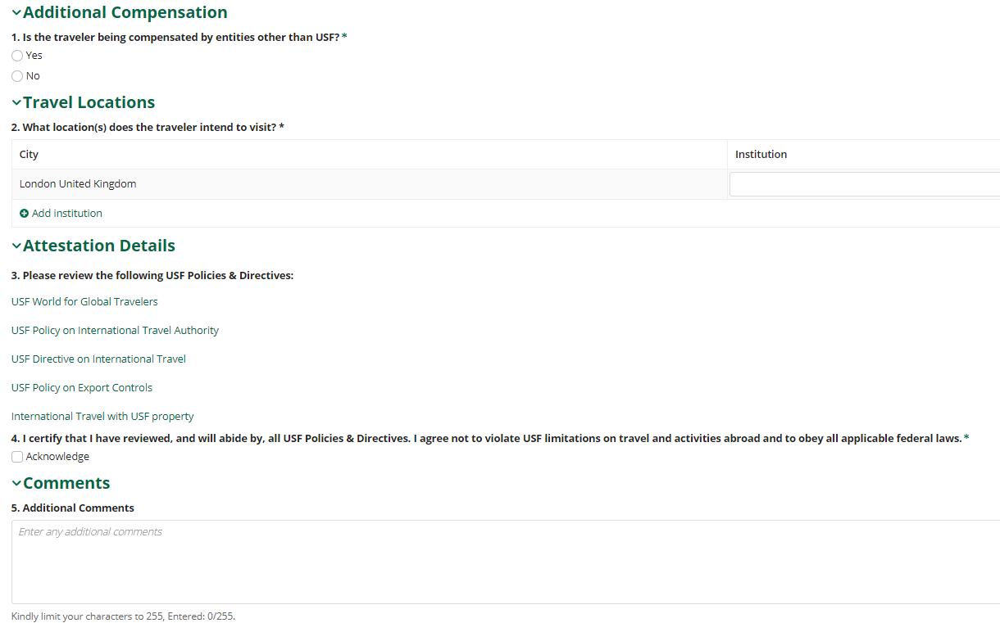 Additional Compensation
1. Is the traveler being compensated by entities other than USF? *
Yes
No
Travel Locations
2. What location(s) does the traveler intend to visit? *
City Institution
London United Kingdom
Add institution
Attestation Details
3. Please review the following USF Policies & Directives:
USF World for Global Travelers
USF Policy on International Travel Authority
USF Directive on International Travel
USF Policy on Export Controls
International Travel with USF property
4. I certify that I have reviewed, and will abide by, all USF Policies & Directives. I agree not to violate USF limitations on travel and activities abroad and to obey all applicable federal laws. *
Acknowledge
Comments
5. Additional Comments
Enter any additional comments
Kindly limit your characters to 255, Entered: 0/255.